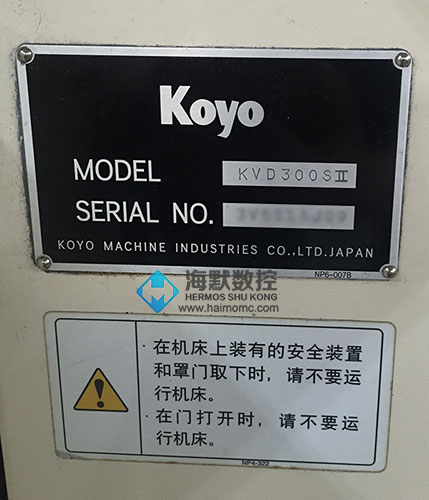 Koyo
MODEL KVD300SⅡ
SERIAL NO.
KOYO MACHINE INDUSTRIES CO.,LTD.JAPAN
NP6-0078
海默数控
HERMOS SHU KONG
www.haimomc.com
·在机床上装有的安全装置
和罩门取下时,请不要运
行机床。
·在门打开时,请不要运
行机床。
NP4-322